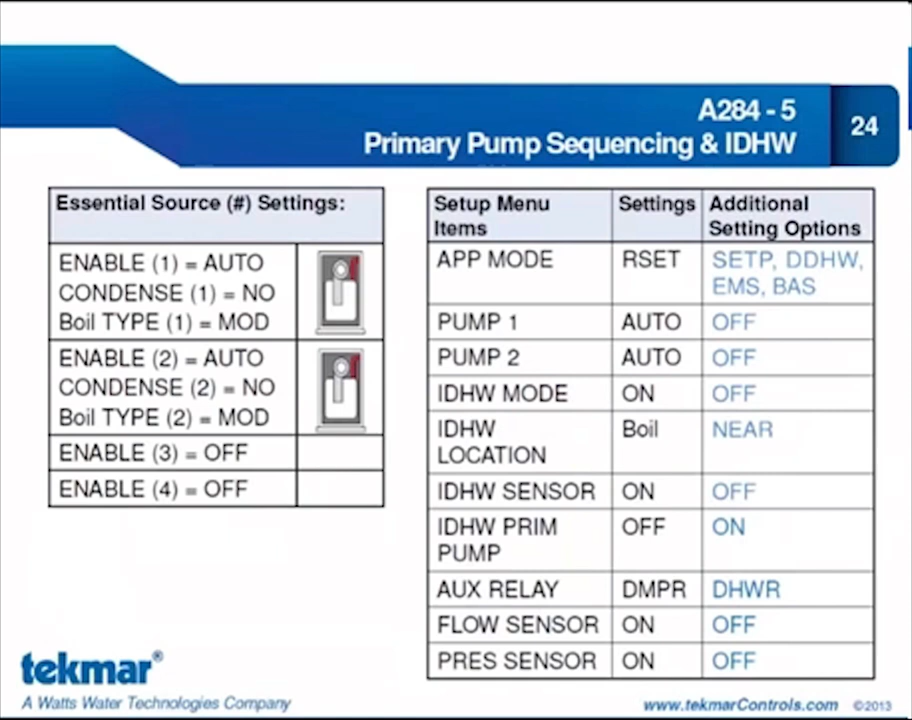 A284 - 5
Primary Pump Sequencing & IDHW
24
Essential Source (#) Settings:
ENABLE (1) = AUTO
CONDENSE (1) = NO
Boil TYPE (1) = MOD
ENABLE (2) = AUTO
CONDENSE (2) = NO
Boil TYPE (2) = MOD
ENABLE (3) = OFF
ENABLE (4) = OFF
Setup Menu Items Settings Additional Setting Options
APP MODE RSET SETP, DDHW, EMS, BAS
PUMP 1 AUTO OFF
PUMP 2 AUTO OFF
IDHW MODE ON OFF
IDHW LOCATION Boil NEAR
IDHW SENSOR ON OFF
IDHW PRIM PUMP OFF ON
AUX RELAY DMPR DHWR
FLOW SENSOR ON OFF
PRES SENSOR ON OFF
tekmar®
A Watts Water Technologies Company
www.tekmarControls.com ©2013